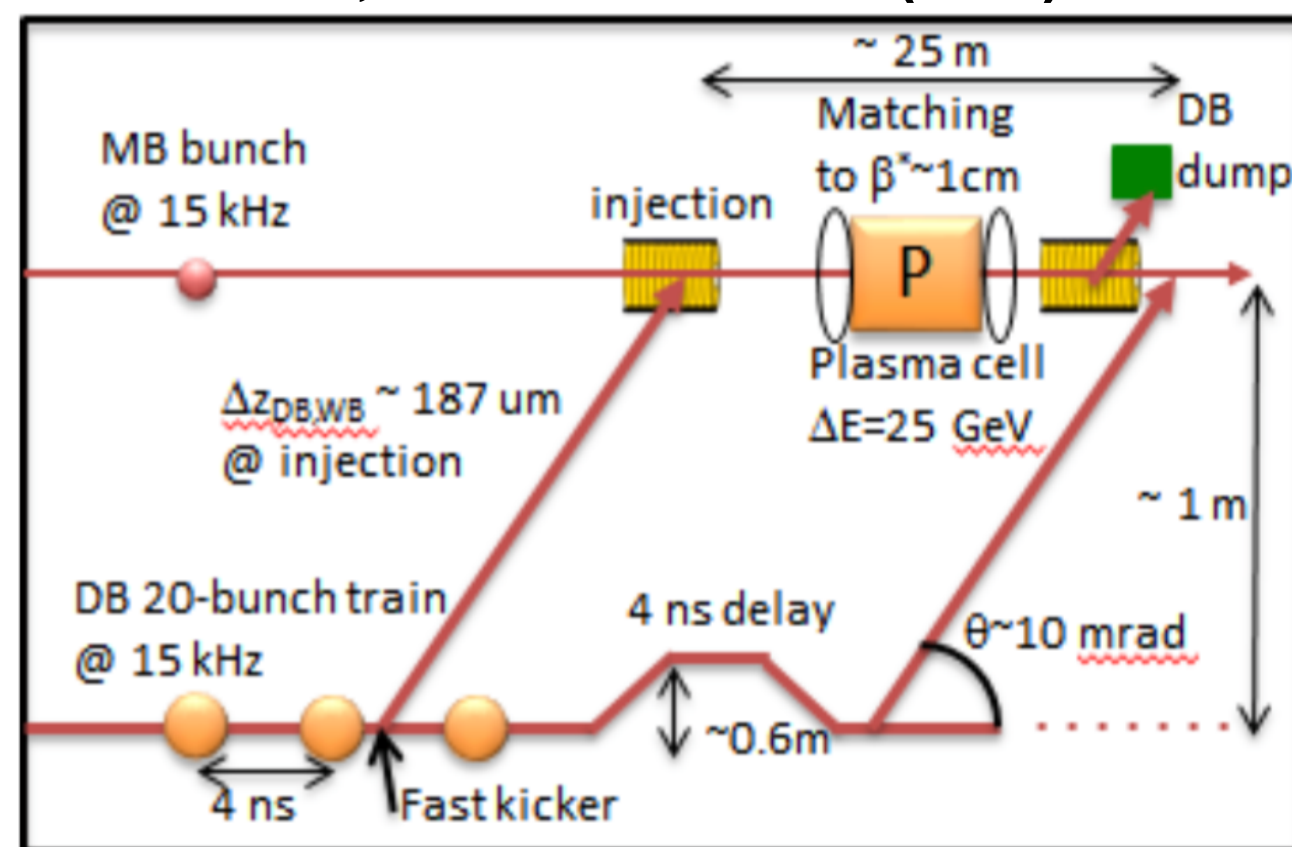 ~ 25 m
MB bunch
@ 15 kHz
injection
Matching
to β*~1cm
DB
dump
P
Plasma cell
ΔE=25 GeV
ΔzDB,WB ~ 187 um
@ injection
~ 1 m
DB 20-bunch train
@ 15 kHz
4 ns delay
θ~10 mrad
~0.6m
4 ns
Fast kicker